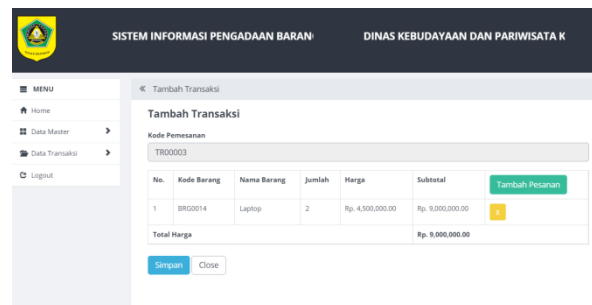 SISTEM INFORMASI PENGADAAN BARAN
DINAS KEBUDAYAAN DAN PARIWISATA K
MENU
Home
Data Master
Data Transaksi
Logout
« Tambah Transaksi
Tambah Transaksi
Kode Pemesanan
TR00003
No. Kode Barang Nama Barang Jumlah Harga Subtotal Tambah Pesanan
1 BRG0014 Laptop 2 Rp. 4,500,000.00 Rp. 9,000,000.00 x
Total Harga Rp. 9,000,000.00
Simpan Close